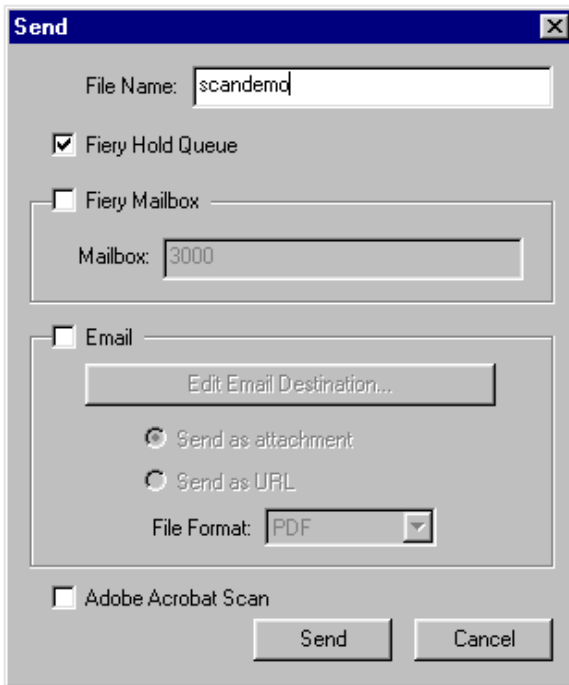 Send
File Name: scandemo
Fiery Hold Queue
Fiery Mailbox
Mailbox: 3000
Email
Edit Email Destination...
Send as attachment
Send as URL
File Format: PDF
Adobe Acrobat Scan
Send Cancel